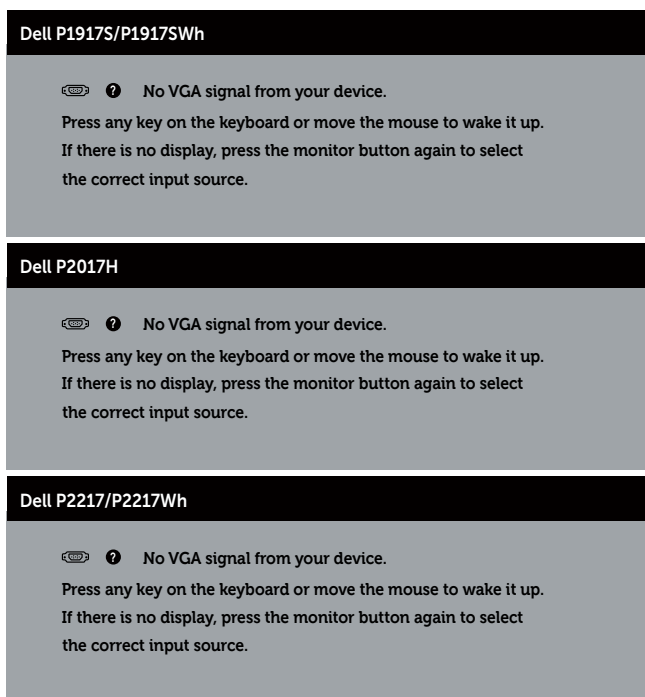 Dell P1917S/P1917SWh
? No VGA signal from your device.
Press any key on the keyboard or move the mouse to wake it up.
If there is no display, press the monitor button again to select
the correct input source.
Dell P2017H
? No VGA signal from your device.
Press any key on the keyboard or move the mouse to wake it up.
If there is no display, press the monitor button again to select
the correct input source.
Dell P2217/P2217Wh
? No VGA signal from your device.
Press any key on the keyboard or move the mouse to wake it up.
If there is no display, press the monitor button again to select
the correct input source.